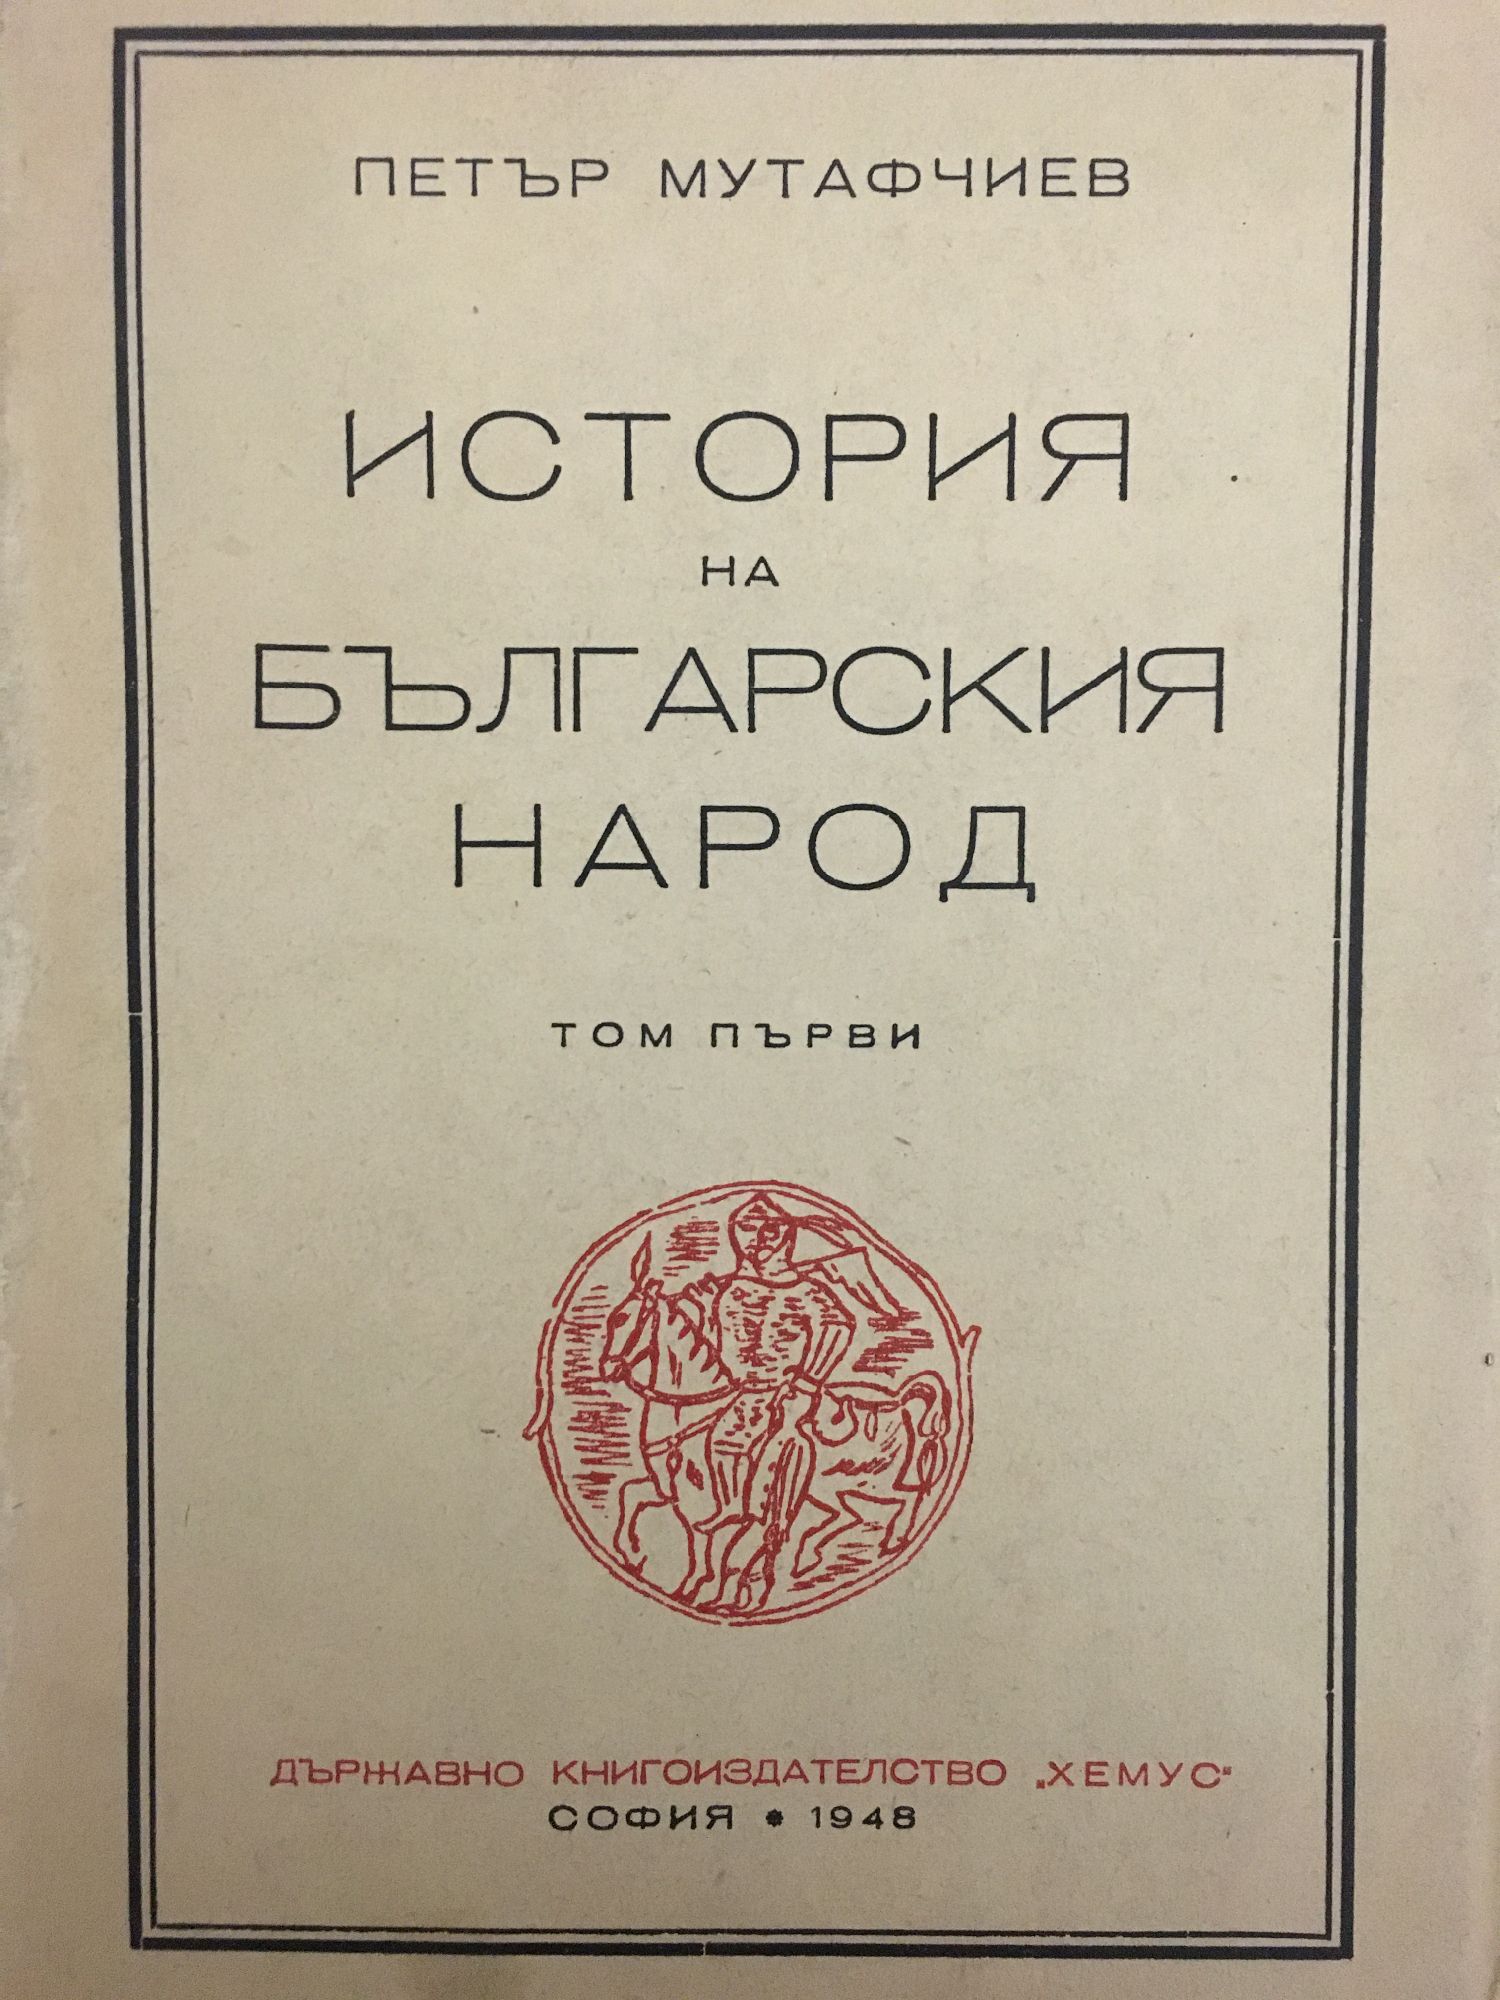 ПЕТЪР МУТАФЧИЕВ
ИСТОРИЯ
НА
БЪЛГАРСКИЯ
НАРОД
ТОМ ПЪРВИ
ДЪРЖАВНО КНИГОИЗДАТЕЛСТВО „ХЕМУС“
СОФИЯ * 1948